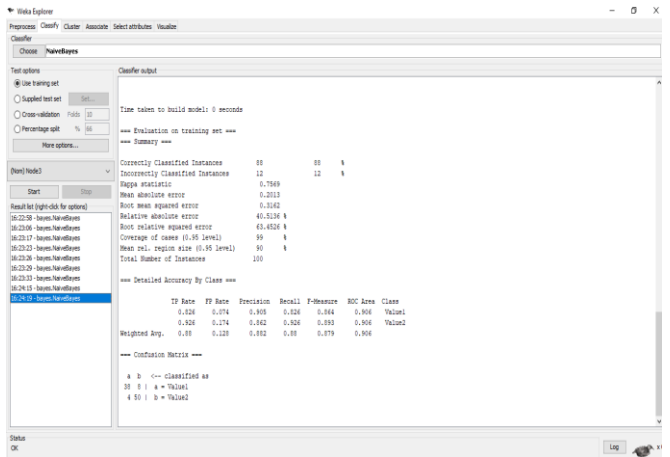 Weka Explorer
Preprocess Classify Cluster Associate Select attributes Visualize
Classifier
Choose NaiveBayes
Test options
Use training set
Supplied test set Set...
Cross-validation Folds 10
Percentage split % 66
More options...
(Nom) Node3
Start Stop
Result list (right-click for options)
16:22:58 - bayes.NaiveBayes
16:23:06 - bayes.NaiveBayes
16:23:17 - bayes.NaiveBayes
16:23:23 - bayes.NaiveBayes
16:23:26 - bayes.NaiveBayes
16:23:29 - bayes.NaiveBayes
16:23:33 - bayes.NaiveBayes
16:24:15 - bayes.NaiveBayes
16:24:19 - bayes.NaiveBayes
Classifier output
Time taken to build model: 0 seconds
=== Evaluation on training set ===
=== Summary ===
Correctly Classified Instances 88 88 %
Incorrectly Classified Instances 12 12 %
Kappa statistic 0.7569
Mean absolute error 0.2013
Root mean squared error 0.3162
Relative absolute error 40.5136 %
Root relative squared error 63.4526 %
Coverage of cases (0.95 level) 99 %
Mean rel. region size (0.95 level) 90 %
Total Number of Instances 100
=== Detailed Accuracy By Class ===
TP Rate FP Rate Precision Recall F-Measure ROC Area Class
0.826 0.074 0.905 0.826 0.864 0.906 Value1
0.926 0.174 0.862 0.926 0.893 0.906 Value2
Weighted Avg. 0.88 0.128 0.882 0.88 0.879 0.906
=== Confusion Matrix ===
a b <-- classified as
38 8 | a = Value1
4 50 | b = Value2
Status
OK
Log
x 0